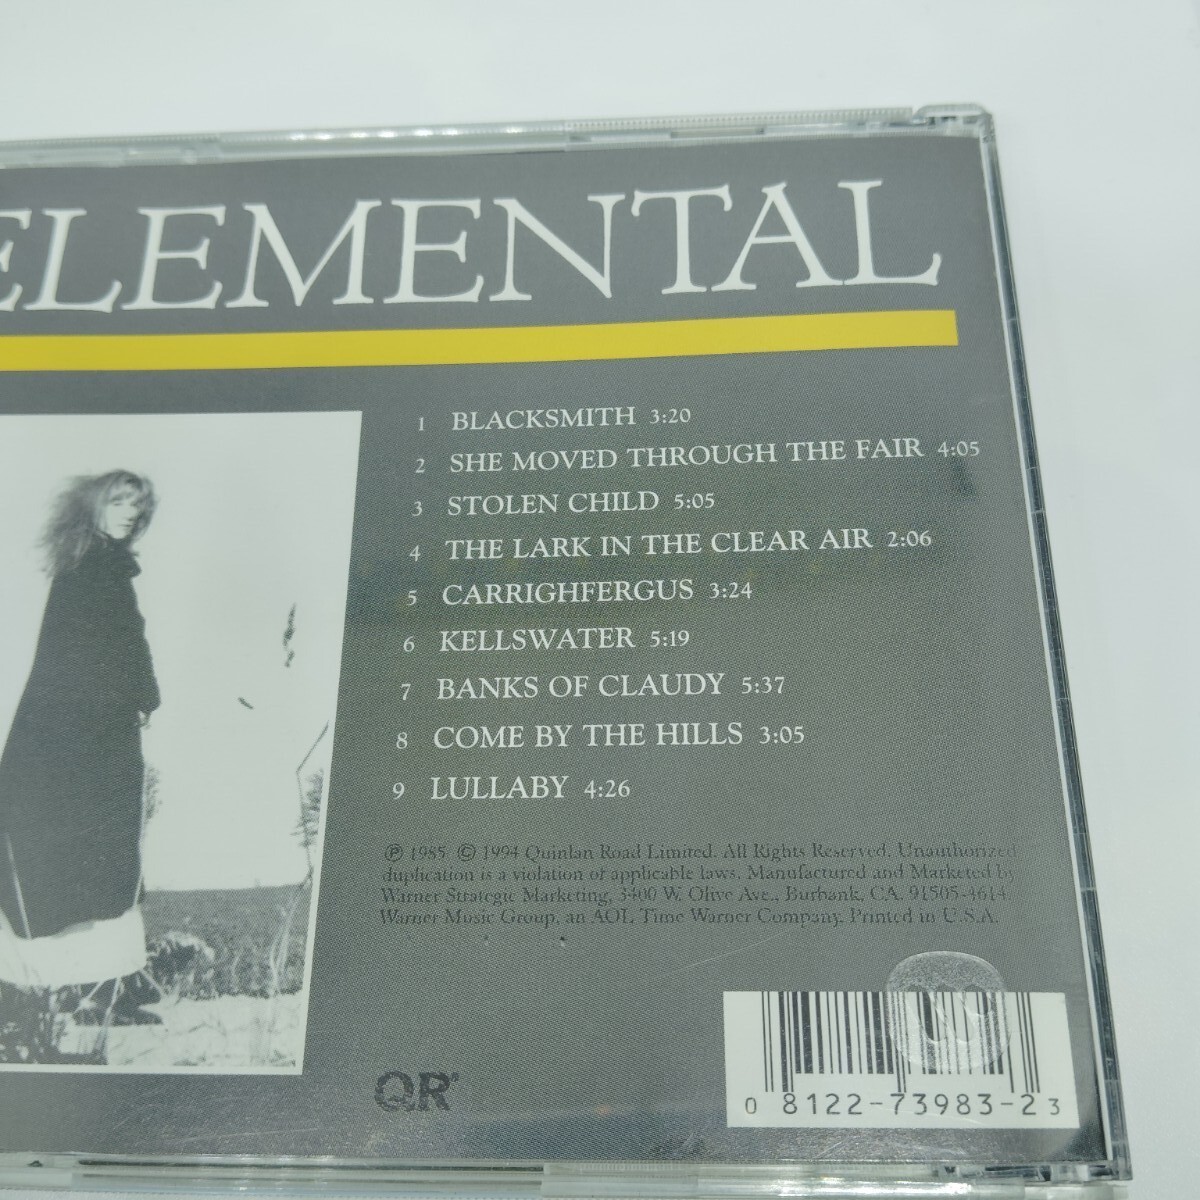 ELEMENTAL
1 BLACKSMITH 3:20
2 SHE MOVED THROUGH THE FAIR 4:05
3 STOLEN CHILD 5:05
4 THE LARK IN THE CLEAR AIR 2:06
5 CARRIGHFERGUS 3:24
6 KELLSWATER 5:19
7 BANKS OF CLAUDY 5:37
8 COME BY THE HILLS 3:05
9 LULLABY 4:26
℗ 1985 © 1994 Quinlan Road Limited. All Rights Reserved. Unauthorized
duplication is a violation of applicable laws. Manufactured and Marketed by
Warner Strategic Marketing, 3400 W. Olive Ave., Burbank, CA. 91505-4614.
Warner Music Group, an AOL Time Warner Company. Printed in U.S.A.
QR
0 81227-3983-2 3